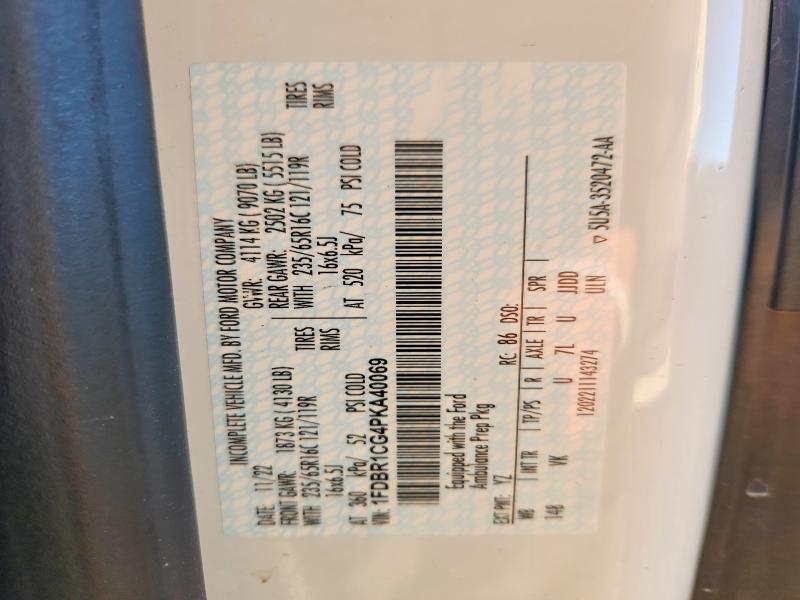 INCOMPLETE VEHICLE MFD. BY FORD MOTOR COMPANY
DATE 11/22 GVWR: 4114 KG ( 9070 LB)
FRONT GAWR: 1873 KG ( 4130 LB) REAR GAWR: 2502 KG ( 5515 LB)
WITH 235/65R16C 121/119R TIRES WITH 235/65R16C 121/119R TIRES
16x6.5J RIMS 16x6.5J RIMS
AT 360 kPa/ 52 PSI COLD AT 520 kPa/ 75 PSI COLD
VIN: 1FDBR1CG4PKA40069
Equipped with the Ford
Ambulance Prep Pkg
EXT PNT: YZ RC: 86 DSO:
WB INT TR TP/PS R AXLE TR SPR
148 VK U 7L U JJDD
12022111143274 ULN
▽ 5U5A-3520472-AA